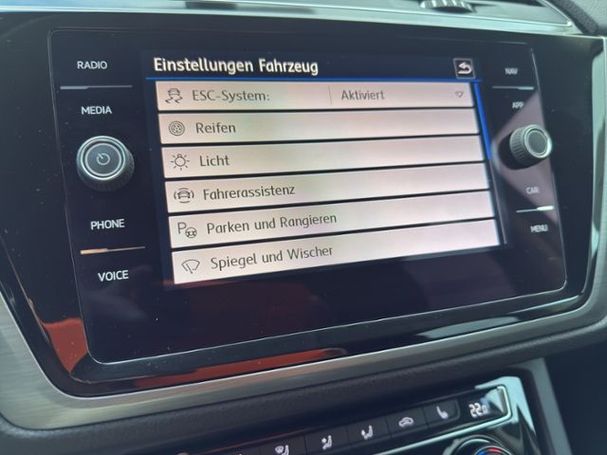 RADIO
MEDIA
PHONE
VOICE
Einstellungen Fahrzeug
ESC-System: Aktiviert
Reifen
Licht
Fahrerassistenz
P Parken und Rangieren
Spiegel und Wischer
NAV
APP
CAR
MENU
22.0